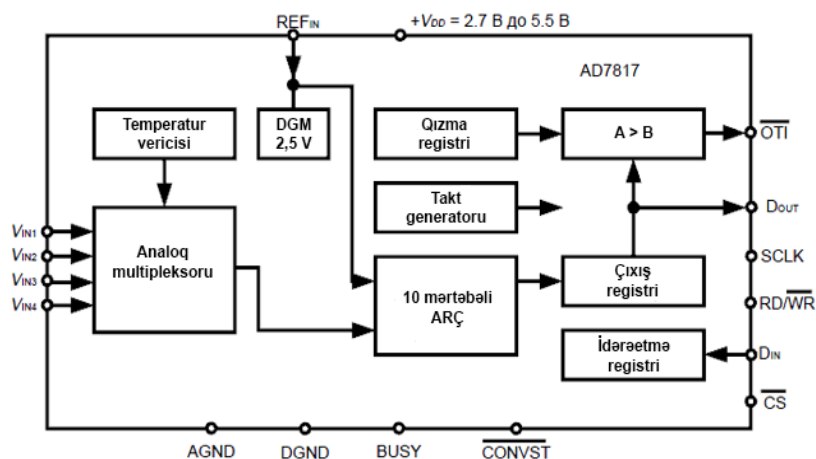 REFIN
+VDD = 2.7 В до 5.5 В
AD7817
Temperatur
vericisi
DGM
2,5 V
Qızma
registri
A > B
OTI
Takt
generatoru
DOUT
VIN1
VIN2
VIN3
VIN4
Analoq
multipleksoru
10 mərtəbəli
ARÇ
Çıxış
registri
SCLK
RD/WR
İdərəetmə
registri
DIN
CS
AGND
DGND
BUSY
CONVST